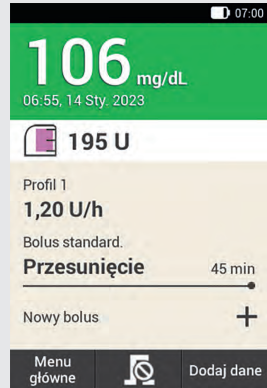 07:00
106 mg/dL
06:55, 14 Sty. 2023
195 U
Profil 1
1,20 U/h
Bolus standard.
Przesunięcie 45 min
Nowy bolus +
Menu
główne
Dodaj dane